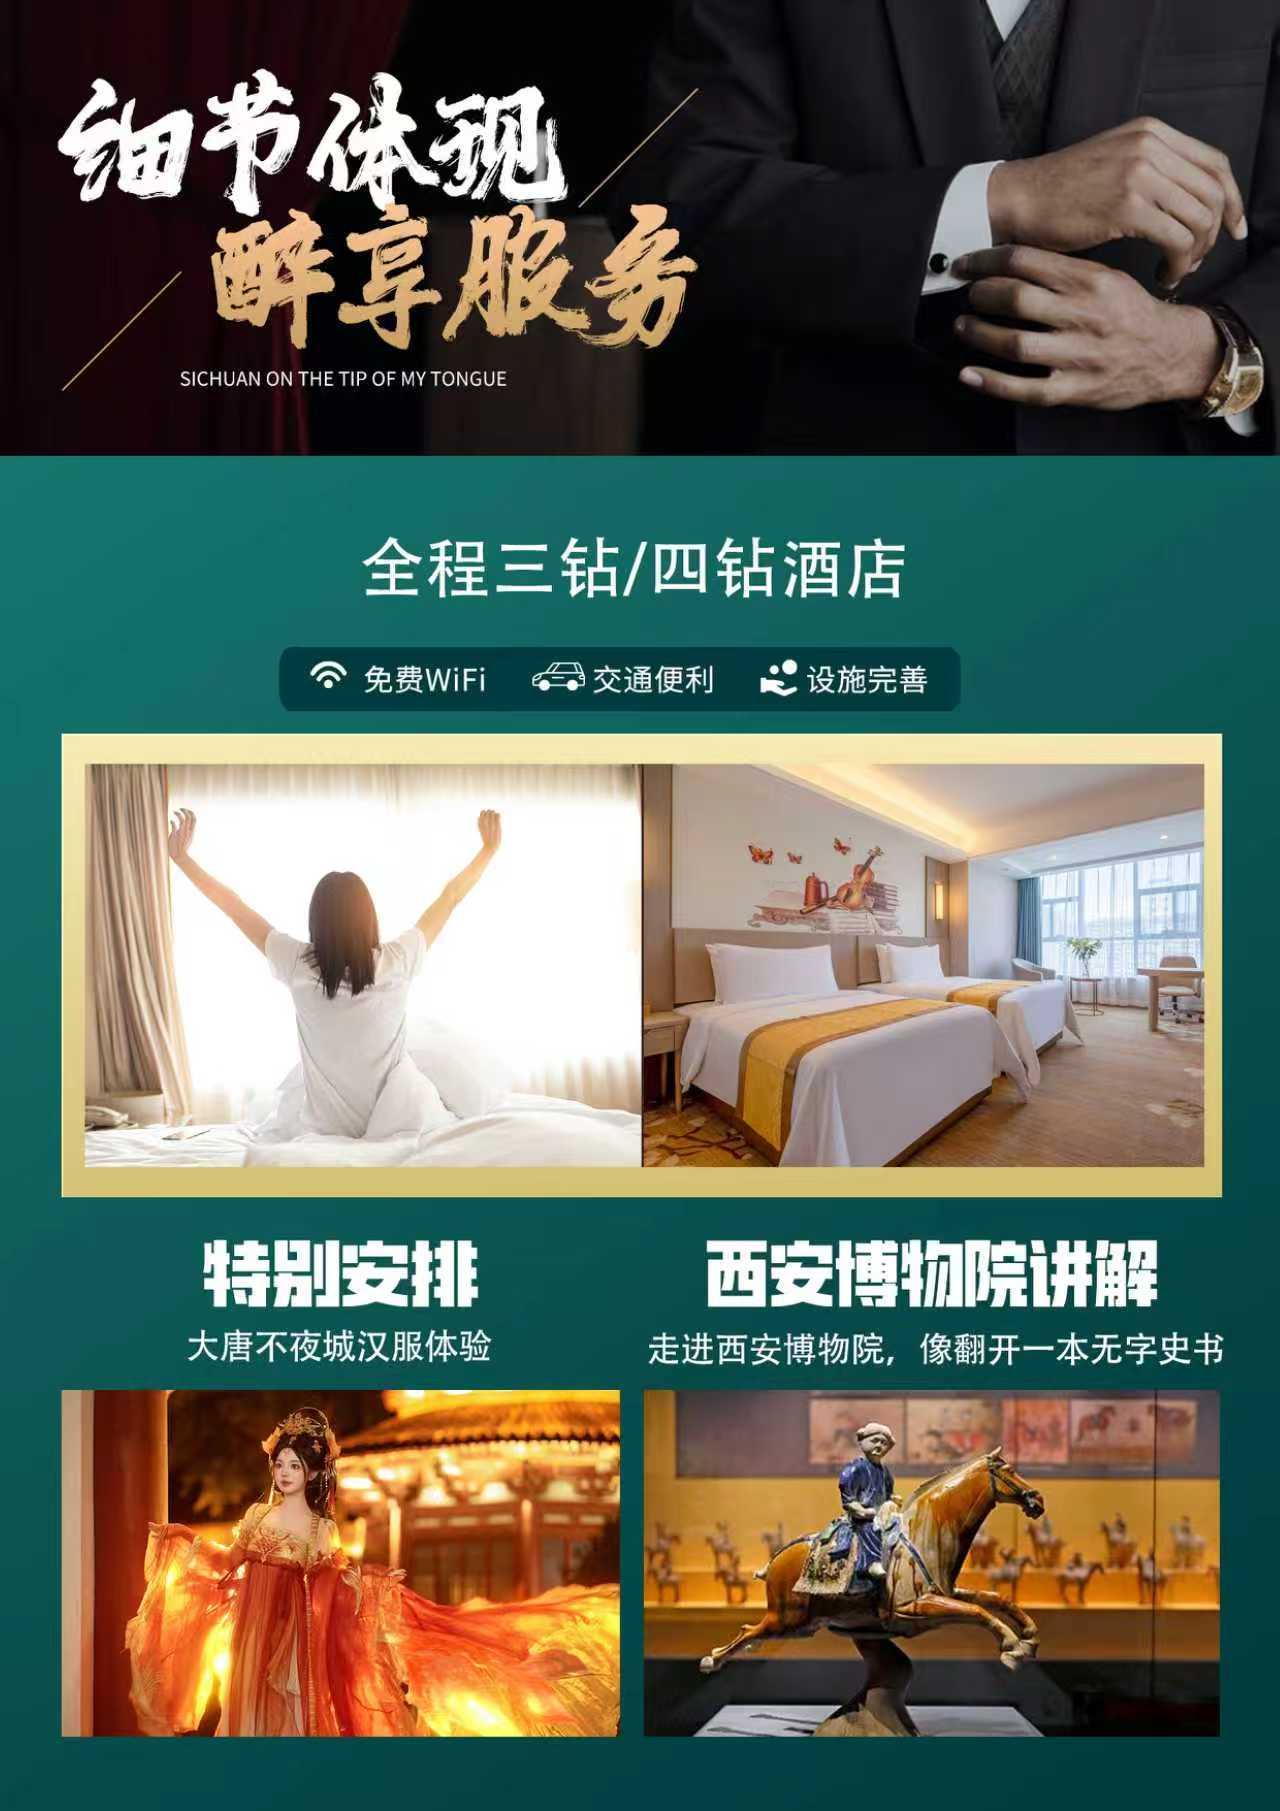 细节体现
醉享服务
SICHUAN ON THE TIP OF MY TONGUE
全程三钻/四钻酒店
免费WiFi 交通便利 设施完善
特别安排
大唐不夜城汉服体验
西安博物院讲解
走进西安博物院，像翻开一本无字史书